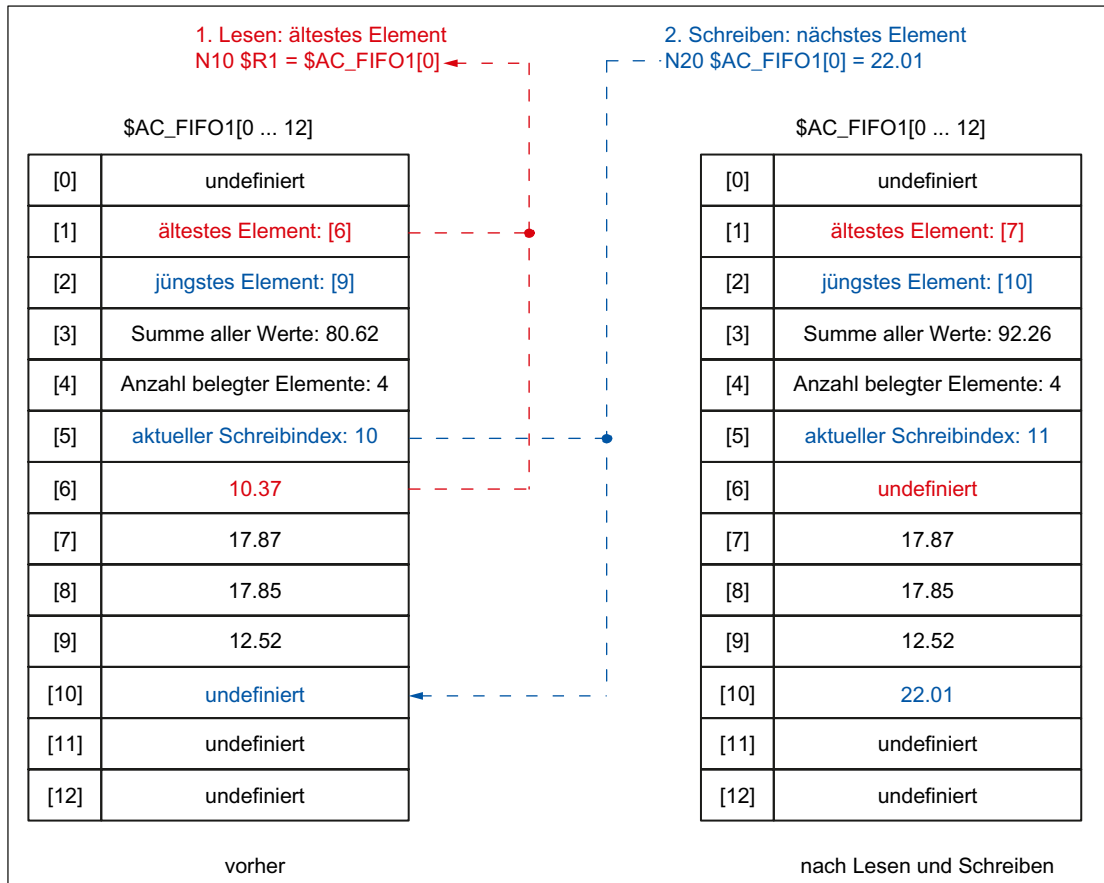 1. Lesen: ältestes Element
N10 $R1 = $AC_FIFO1[0]
2. Schreiben: nächstes Element
N20 $AC_FIFO1[0] = 22.01
$AC_FIFO1[0 ... 12]
[0] undefiniert
[1] ältestes Element: [6]
[2] jüngstes Element: [9]
[3] Summe aller Werte: 80.62
[4] Anzahl belegter Elemente: 4
[5] aktueller Schreibindex: 10
[6] 10.37
[7] 17.87
[8] 17.85
[9] 12.52
[10] undefiniert
[11] undefiniert
[12] undefiniert
vorher
$AC_FIFO1[0 ... 12]
[0] undefiniert
[1] ältestes Element: [7]
[2] jüngstes Element: [10]
[3] Summe aller Werte: 92.26
[4] Anzahl belegter Elemente: 4
[5] aktueller Schreibindex: 11
[6] undefiniert
[7] 17.87
[8] 17.85
[9] 12.52
[10] 22.01
[11] undefiniert
[12] undefiniert
nach Lesen und Schreiben